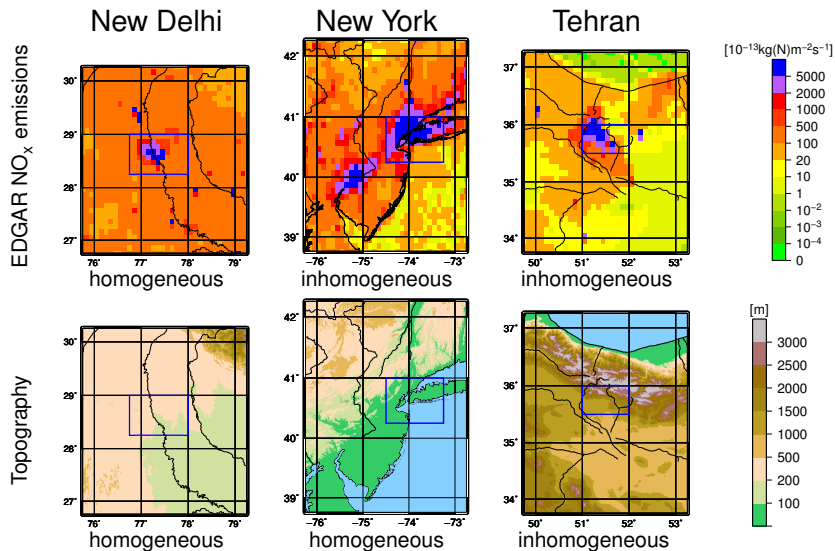 New Delhi
New York
Tehran
EDGAR NOx emissions
30˚
29˚
28˚
27˚
76˚ 77˚ 78˚ 79˚
homogeneous
42˚
41˚
40˚
39˚
−76˚ −75˚ −74˚ −73˚
inhomogeneous
37˚
36˚
35˚
34˚
50˚ 51˚ 52˚ 53˚
inhomogeneous
[10⁻¹³kg(N)m⁻²s⁻¹]
5000
2000
1000
500
100
20
10
1
10⁻²
10⁻³
10⁻⁴
0
Topography
30˚
29˚
28˚
27˚
76˚ 77˚ 78˚ 79˚
homogeneous
42˚
41˚
40˚
39˚
−76˚ −75˚ −74˚ −73˚
homogeneous
37˚
36˚
35˚
34˚
50˚ 51˚ 52˚ 53˚
inhomogeneous
[m]
3000
2000
1500
1000
500
200
100